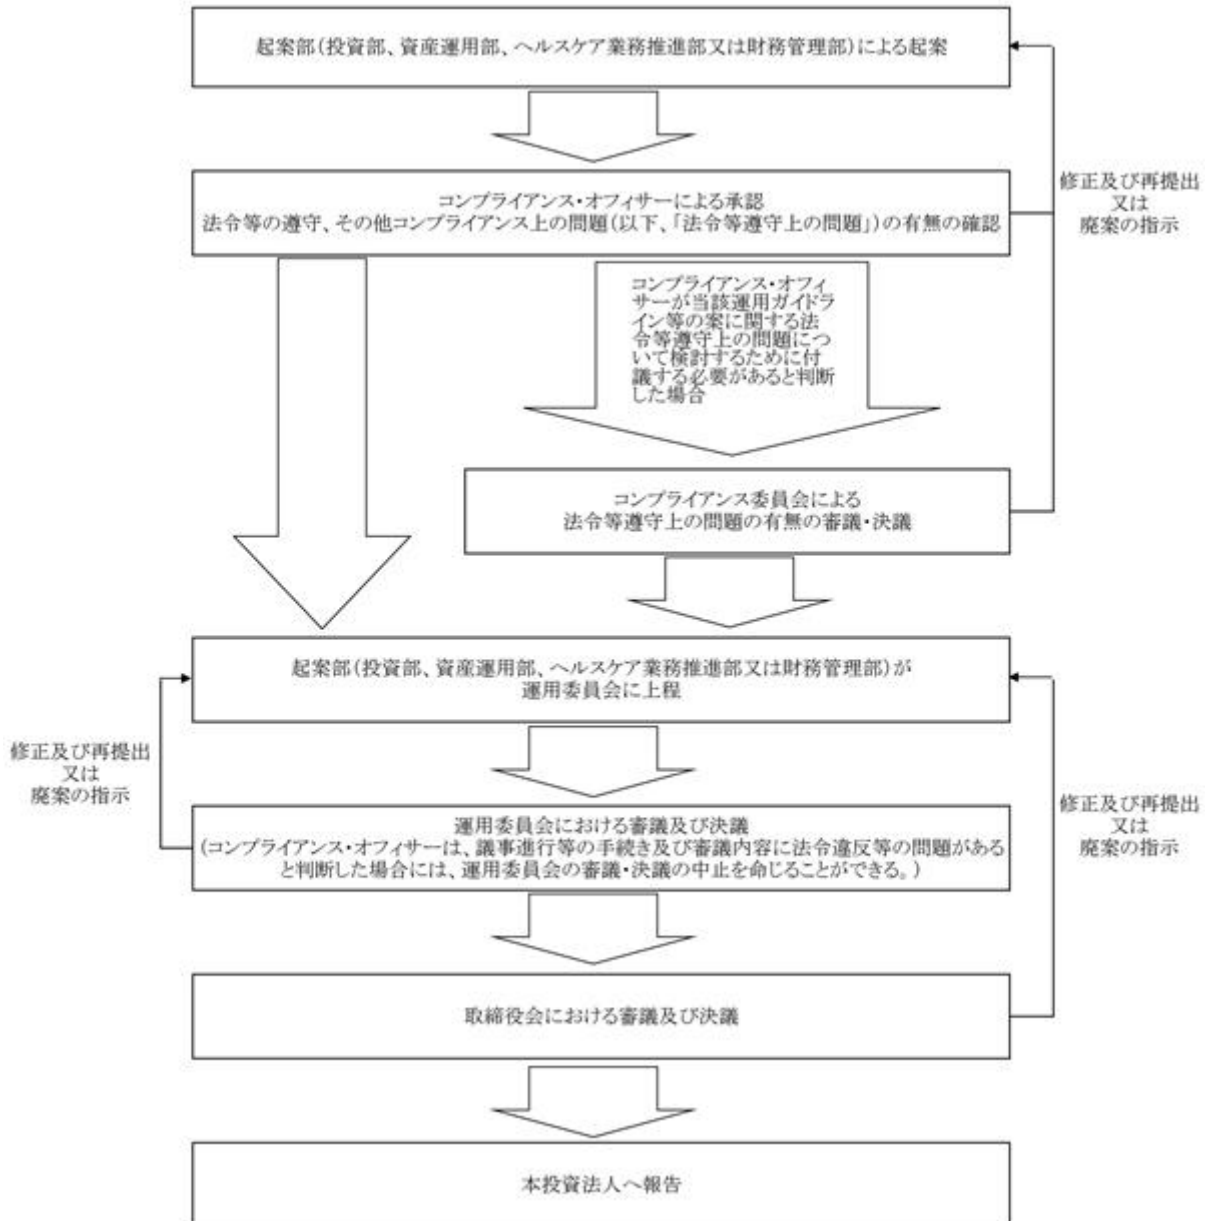 起案部(投資部、資産運用部、ヘルスケア業務推進部又は財務管理部)による起案
修正及び再提出
又は
廃案の指示
コンプライアンス・オフィサーによる承認
法令等の遵守、その他コンプライアンス上の問題(以下、「法令等遵守上の問題」)の有無の確認
コンプライアンス・オフィ
サーが当該運用ガイドラ
イン等の案に関する法
令等遵守上の問題につ
いて検討するために付
議する必要があると判断
した場合
コンプライアンス委員会による
法令等遵守上の問題の有無の審議・決議
起案部(投資部、資産運用部、ヘルスケア業務推進部又は財務管理部)が
運用委員会に上程
修正及び再提出
又は
廃案の指示
運用委員会における審議及び決議
(コンプライアンス・オフィサーは、議事進行等の手続き及び審議内容に法令違反等の問題がある
と判断した場合には、運用委員会の審議・決議の中止を命じることができる。)
修正及び再提出
又は
廃案の指示
取締役会における審議及び決議
本投資法人へ報告